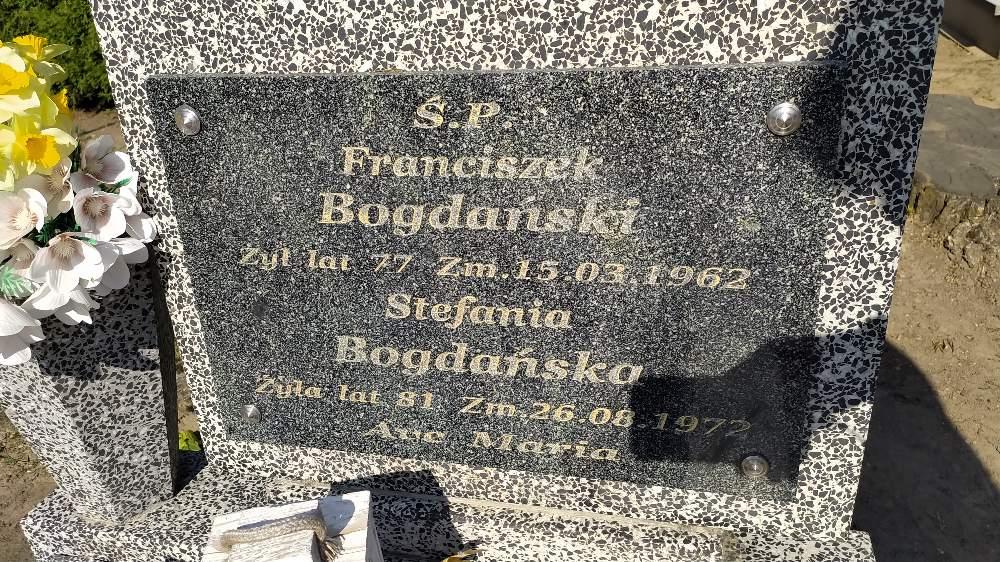 Ś.P.
Franciszek
Bogdański
Żył lat 77 Zm.15.03.1962
Stefania
Bogdańska
Żyła lat 81 Zm.26.08.1972
Ave Maria